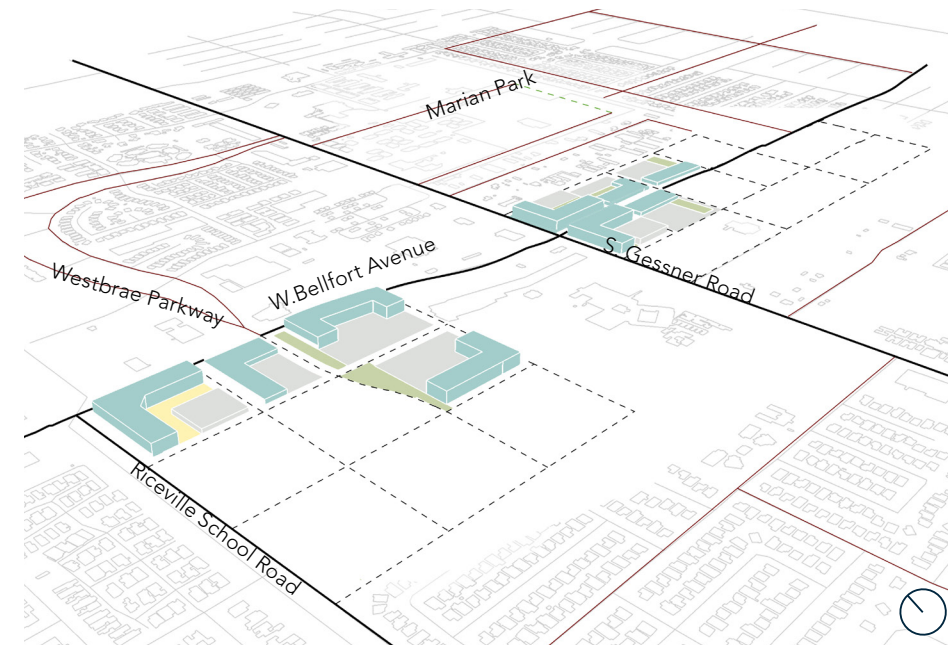 Marian Park
W.Bellfort Avenue
S. Gessner Road
Westbrae Parkway
Riceville School Road